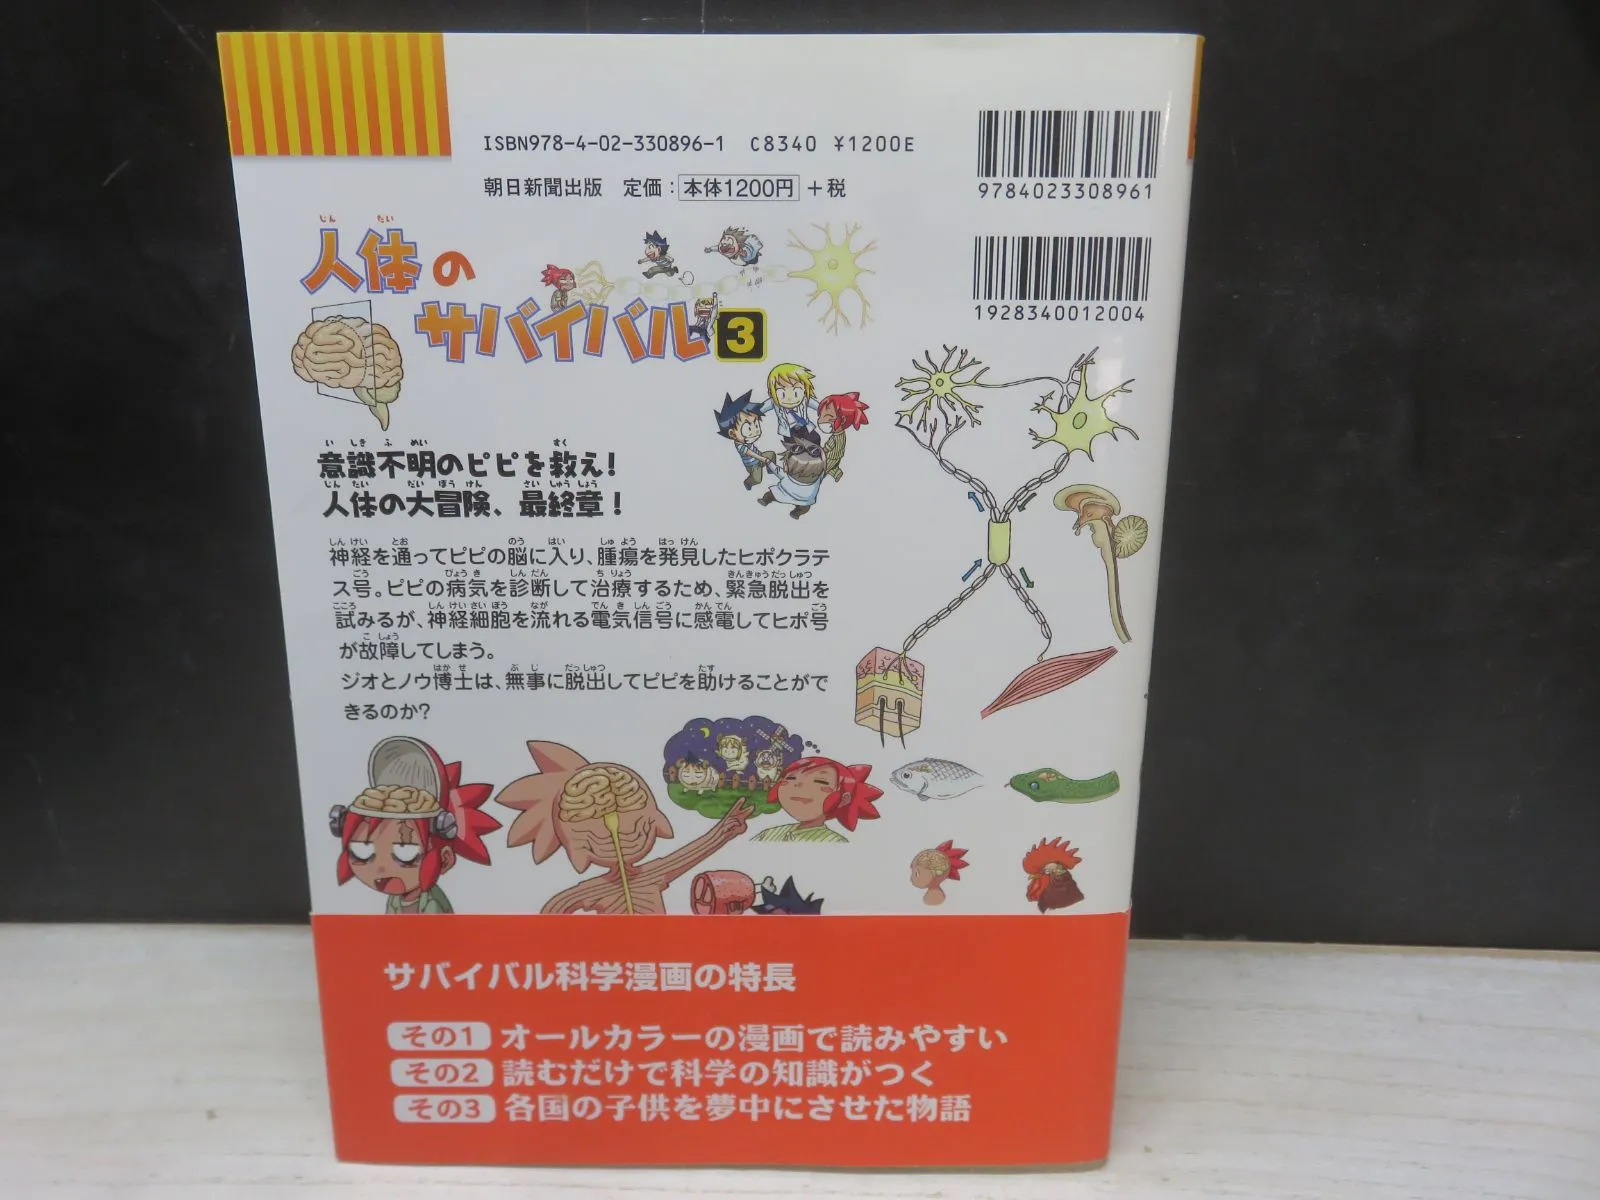 ISBN978-4-02-330896-1 C8340 ¥1200E
朝日新聞出版 定価：本体1200円＋税
9784023308961
1928340012004
人体の
サバイバル3
意識不明のピピを救え！
人体の大冒険、最終章！
神経を通ってピピの脳に入り、腫瘍を発見したヒポクラテ
ス号。ピピの病気を診断して治療するため、緊急脱出を
試みるが、神経細胞を流れる電気信号に感電してヒポ号
が故障してしまう。
ジオとノウ博士は、無事に脱出してピピを助けることがで
きるのか？
サバイバル科学漫画の特長
その1 オールカラーの漫画で読みやすい
その2 読むだけで科学の知識がつく
その3 各国の子供を夢中にさせた物語